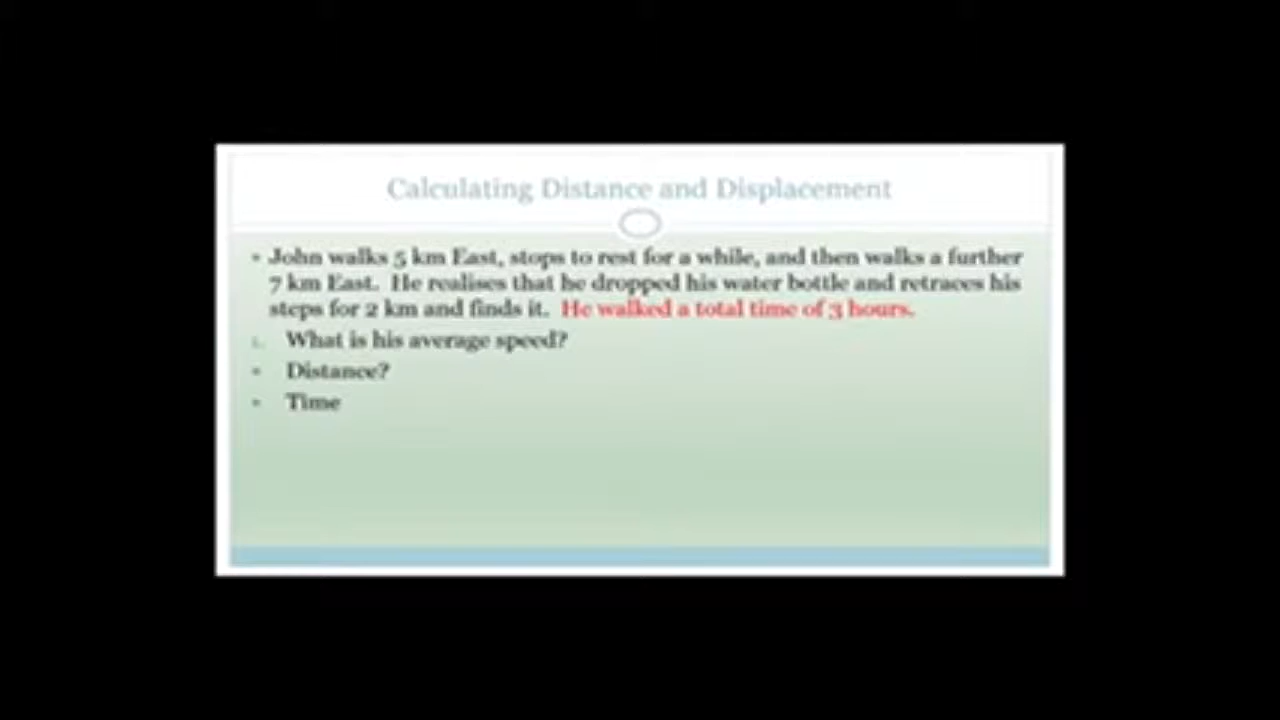 Calculating Distance and Displacement
• John walks 5 km East, stops to rest for a while, and then walks a further
7 km East. He realises that he dropped his water bottle and retraces his
steps for 2 km and finds it. He walked a total time of 3 hours.
1. What is his average speed?
• Distance?
• Time